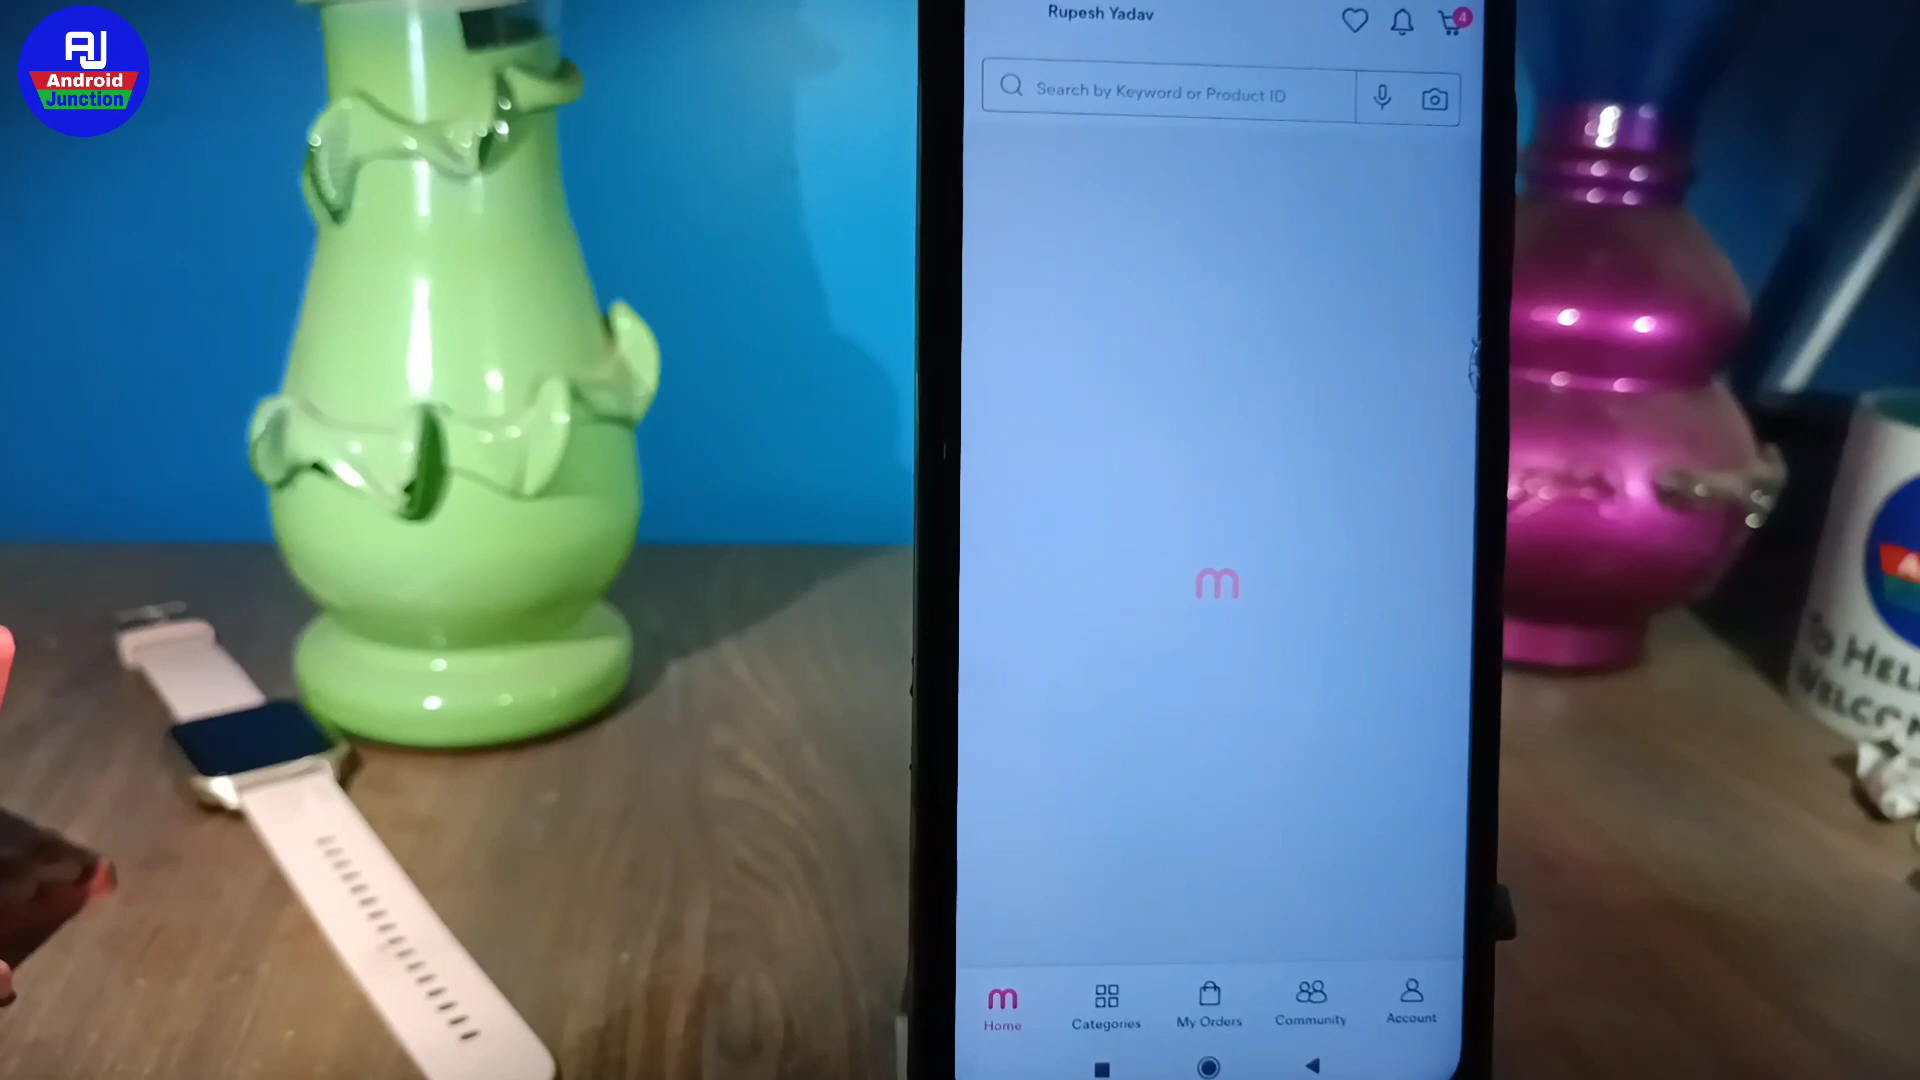 AJ
Android
Junction
Rupesh Yadav
4
Search by Keyword or Product ID
m
m
Home
Categories
My Orders
Community
Account